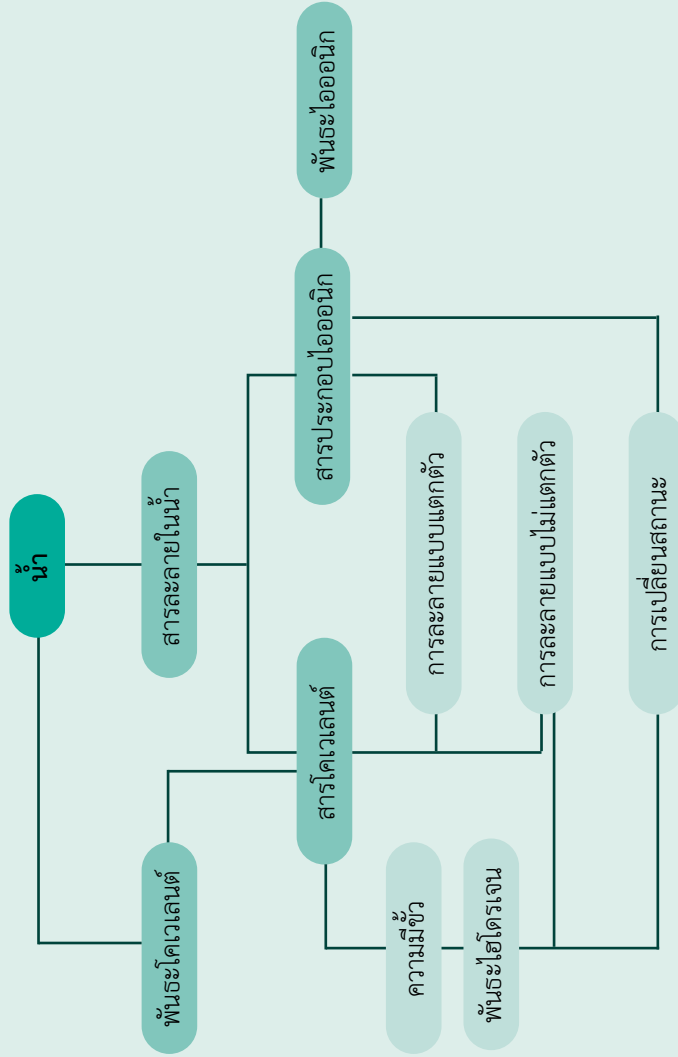 น้ำ
พันธะโคเวเลนต์
สารละลายในน้ำ
สารโคเวเลนต์
สารประกอบไอออนิก
พันธะไอออนิก
ความมีขั้ว
พันธะไฮโดรเจน
การละลายแบบแตกตัว
การละลายแบบไม่แตกตัว
การเปลี่ยนสถานะ